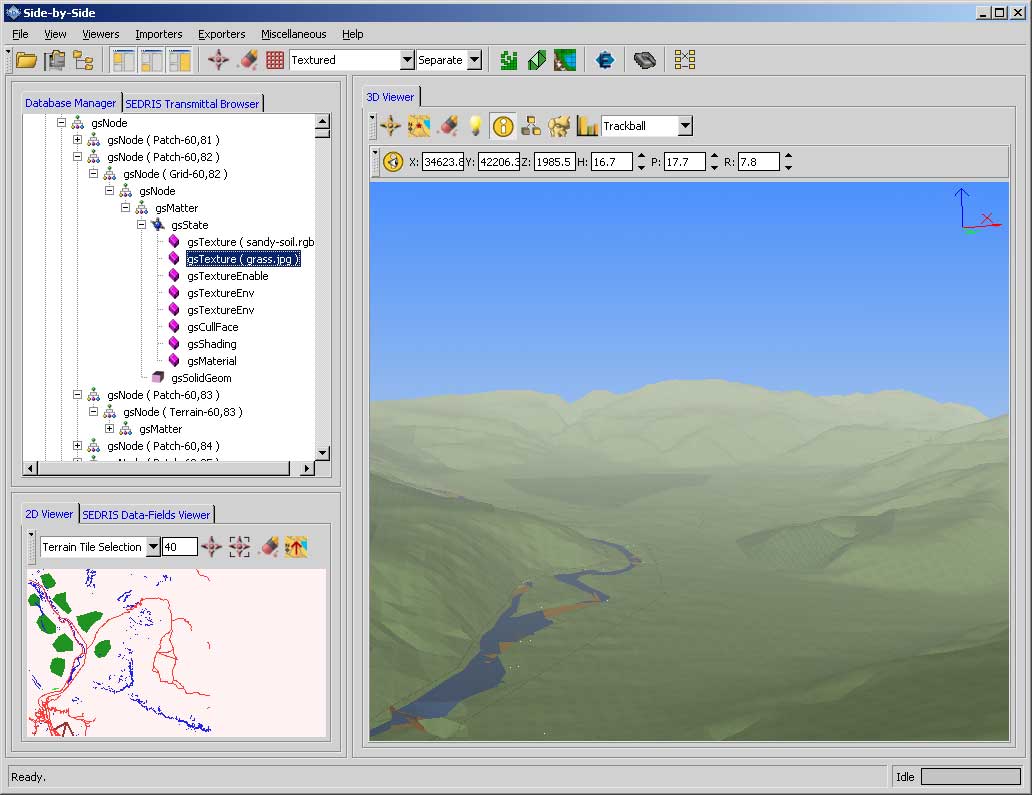 Side-by-Side
File View Viewers Importers Exporters Miscellaneous Help
Textured Separate
Database Manager SEDRIS Transmittal Browser
gsNode
gsNode ( Patch-60,81 )
gsNode ( Patch-60,82 )
gsNode ( Grid-60,82 )
gsNode
gsMatter
gsState
gsTexture ( sandy-soil.rgb
gsTexture ( grass.jpg )
gsTextureEnable
gsTextureEnv
gsTextureEnv
gsCullFace
gsShading
gsMaterial
gsSolidGeom
gsNode ( Patch-60,83 )
gsNode ( Terrain-60,83 )
gsMatter
gsNode ( Patch-60,84 )
2D Viewer SEDRIS Data-Fields Viewer
Terrain Tile Selection 40
3D Viewer
Trackball
X: 34623.8 Y: 42206.3 Z: 1985.5 H: 16.7 P: 17.7 R: 7.8
Ready.
Idle